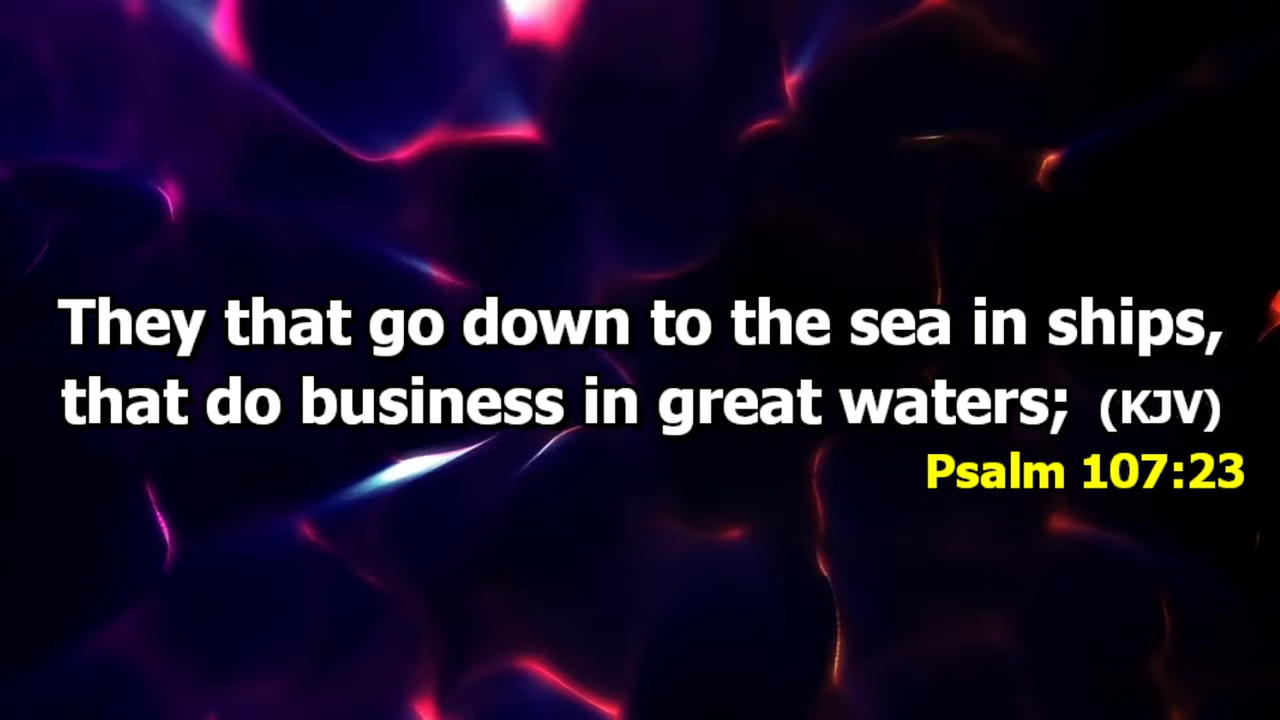 They that go down to the sea in ships,
that do business in great waters; (KJV)
Psalm 107:23